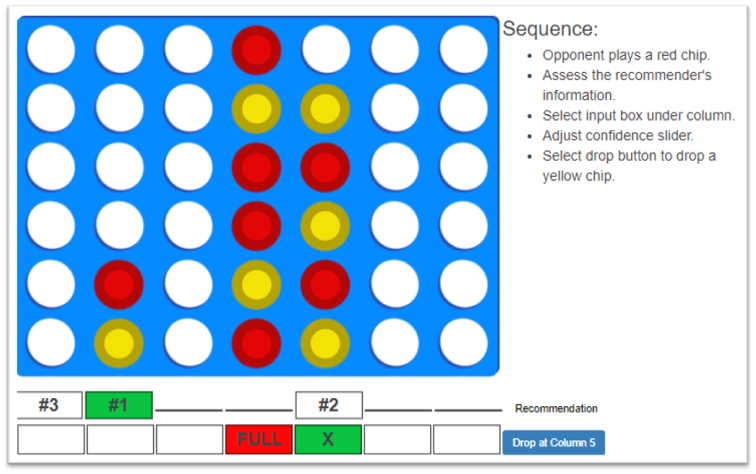 Sequence:
Opponent plays a red chip.
Assess the recommender's
information.
Select input box under column.
Adjust confidence slider.
Select drop button to drop a
yellow chip.
#3 #1 #2 Recommendation
FULL X Drop at Column 5